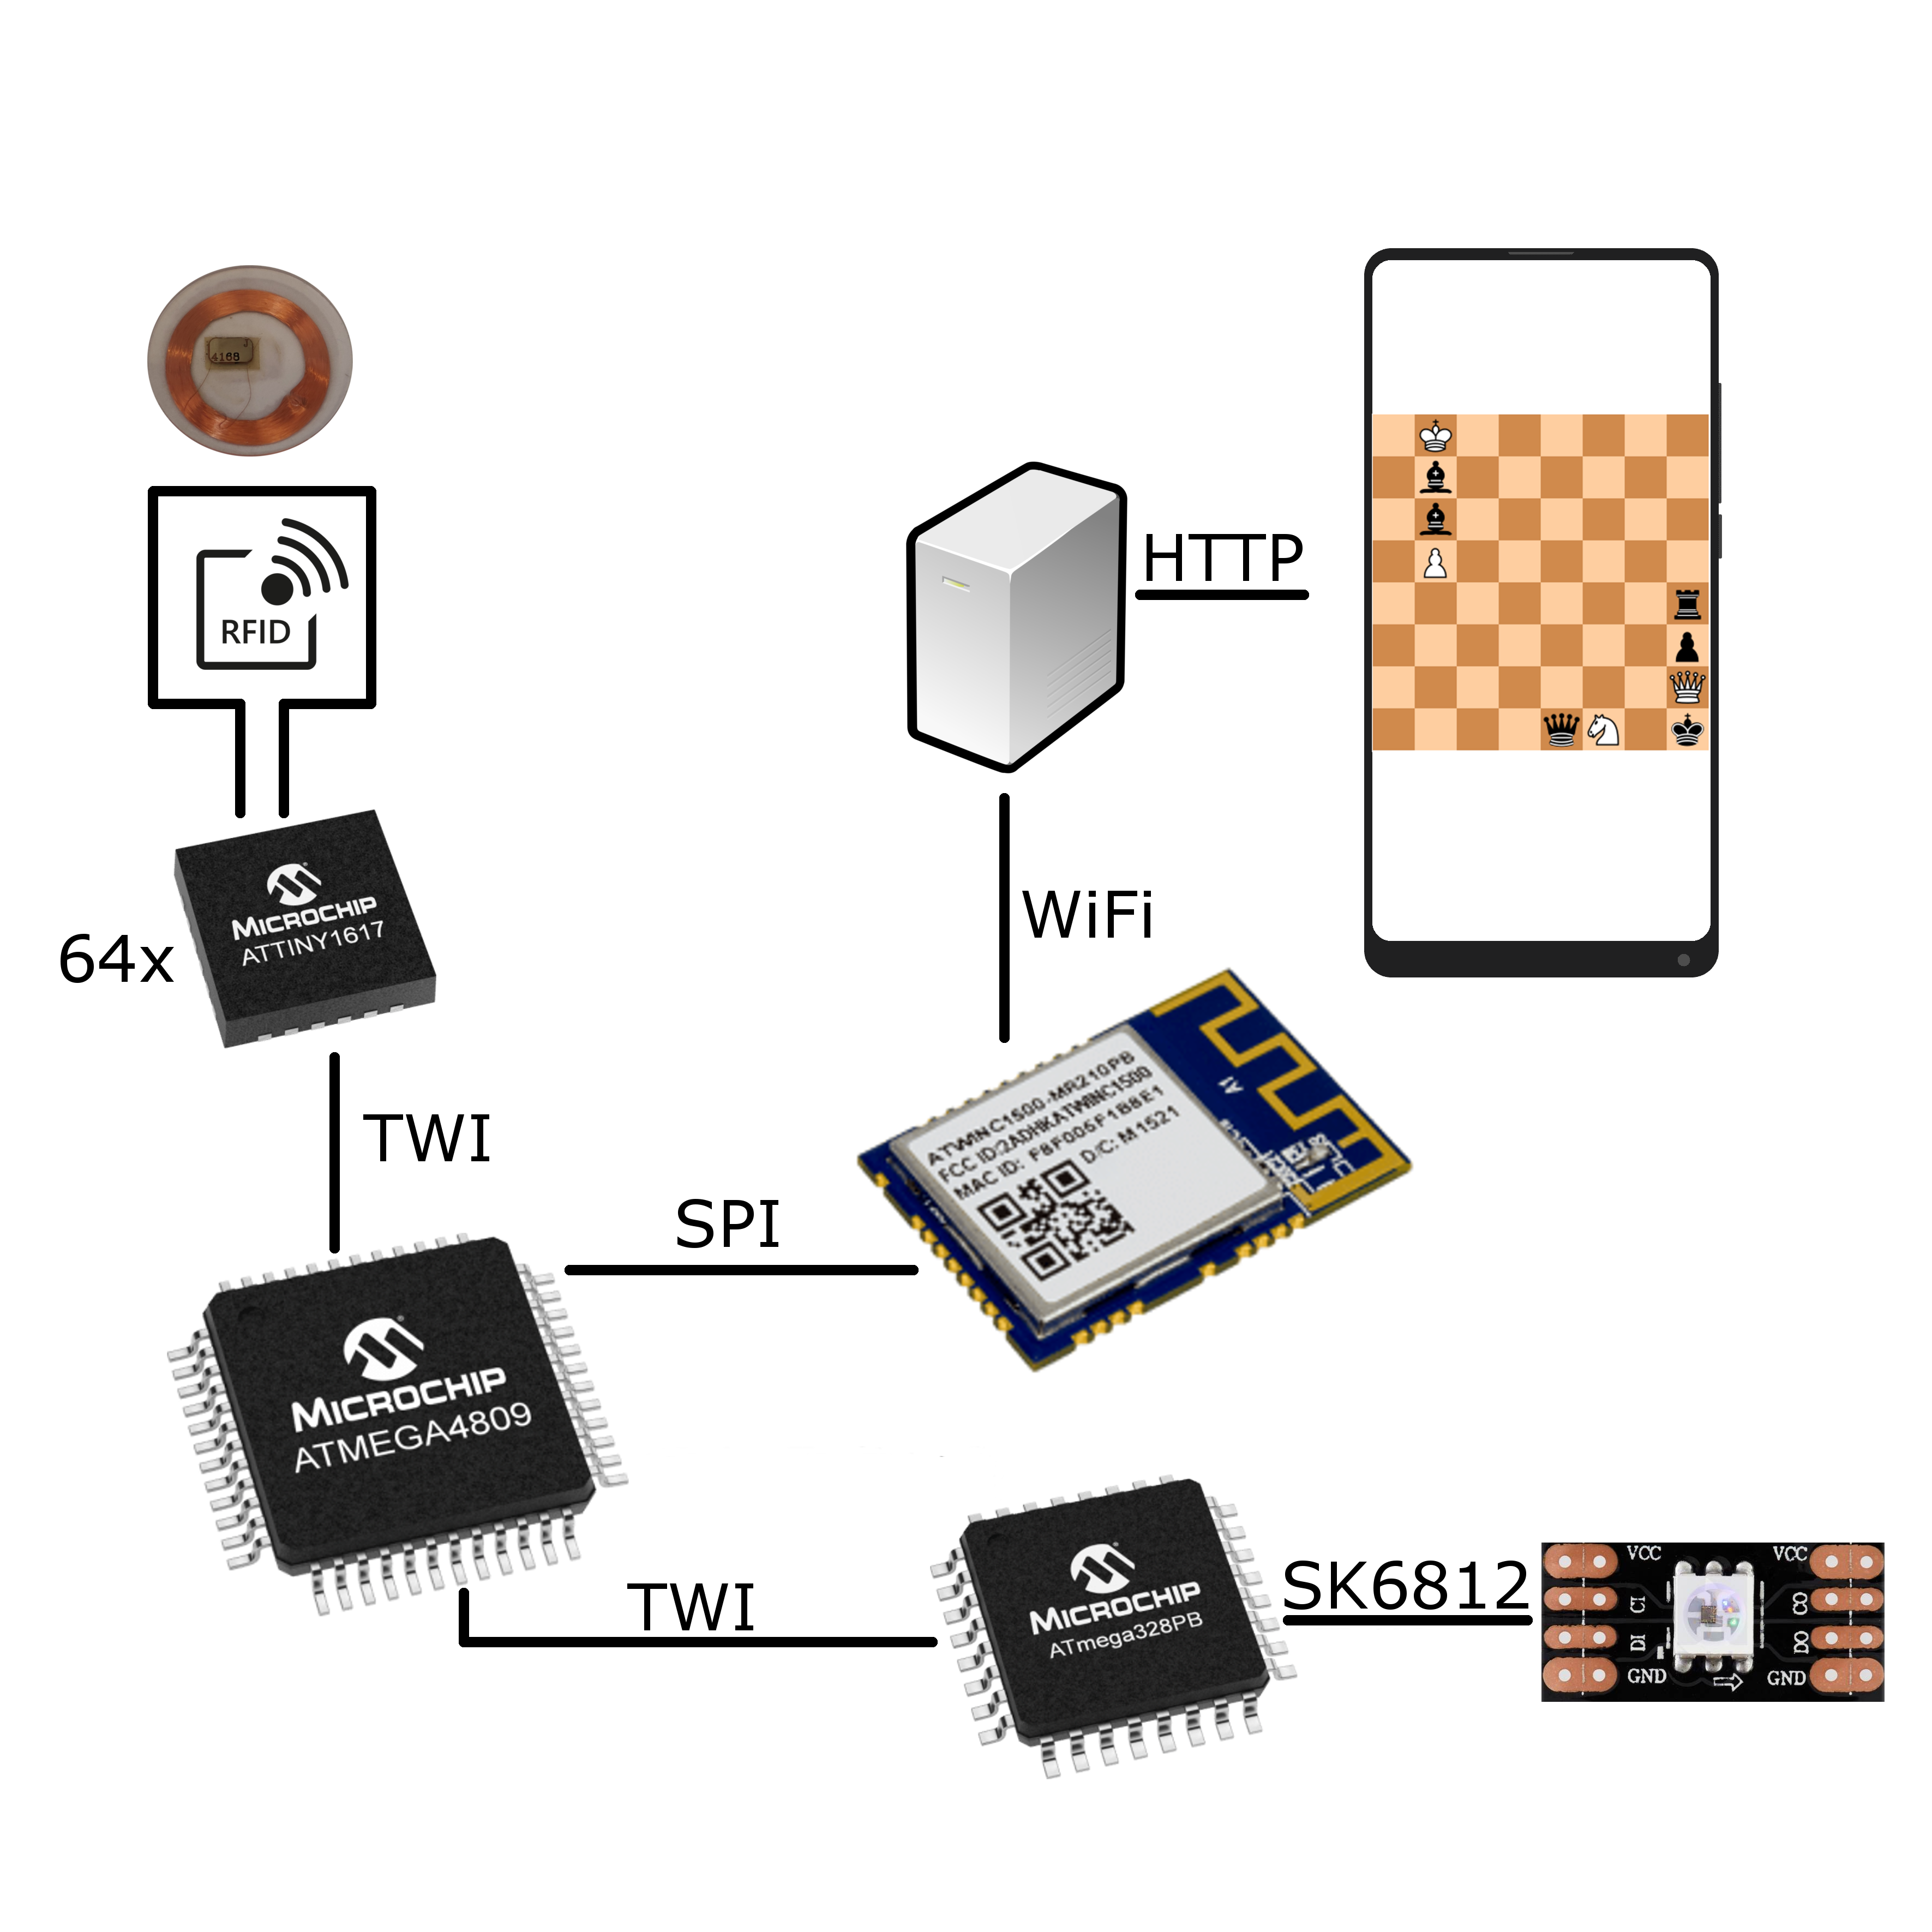 4168
J
RFID
MICROCHIP
ATTINY1617
64x
TWI
HTTP
WiFi
ATWINC1500-MR210PB
FCC ID:2ADHKATWINC1500
MAC ID: F8F005F1B8E1
D/C: M1521
A1
SPI
MICROCHIP
ATMEGA4809
TWI
MICROCHIP
ATmega328PB
SK6812
VCC VCC
CI CO
DI DO
GND GND